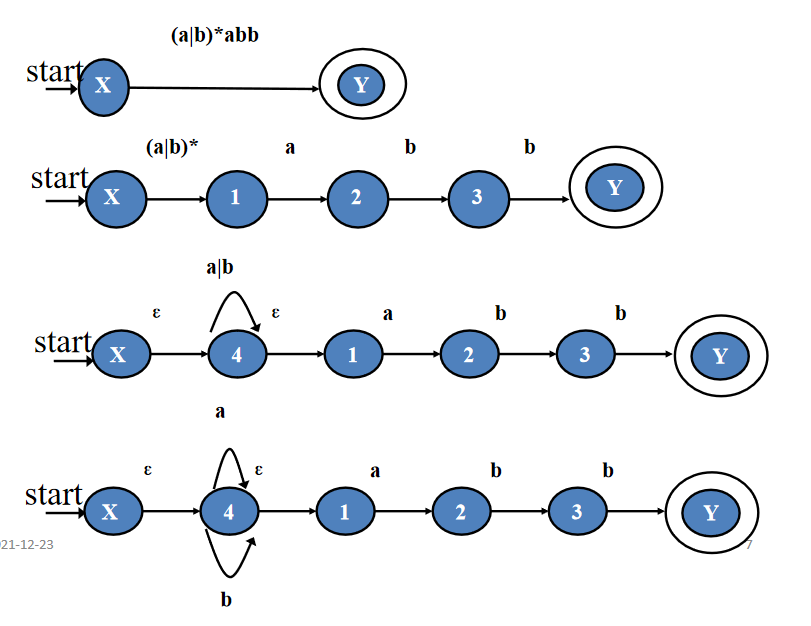 (a|b)*abb
start X Y
(a|b)* a b b
start X 1 2 3 Y
a|b
ε ε a b b
start X 4 1 2 3 Y
a
ε ε a b b
start X 4 1 2 3 Y
21-12-23 7
b